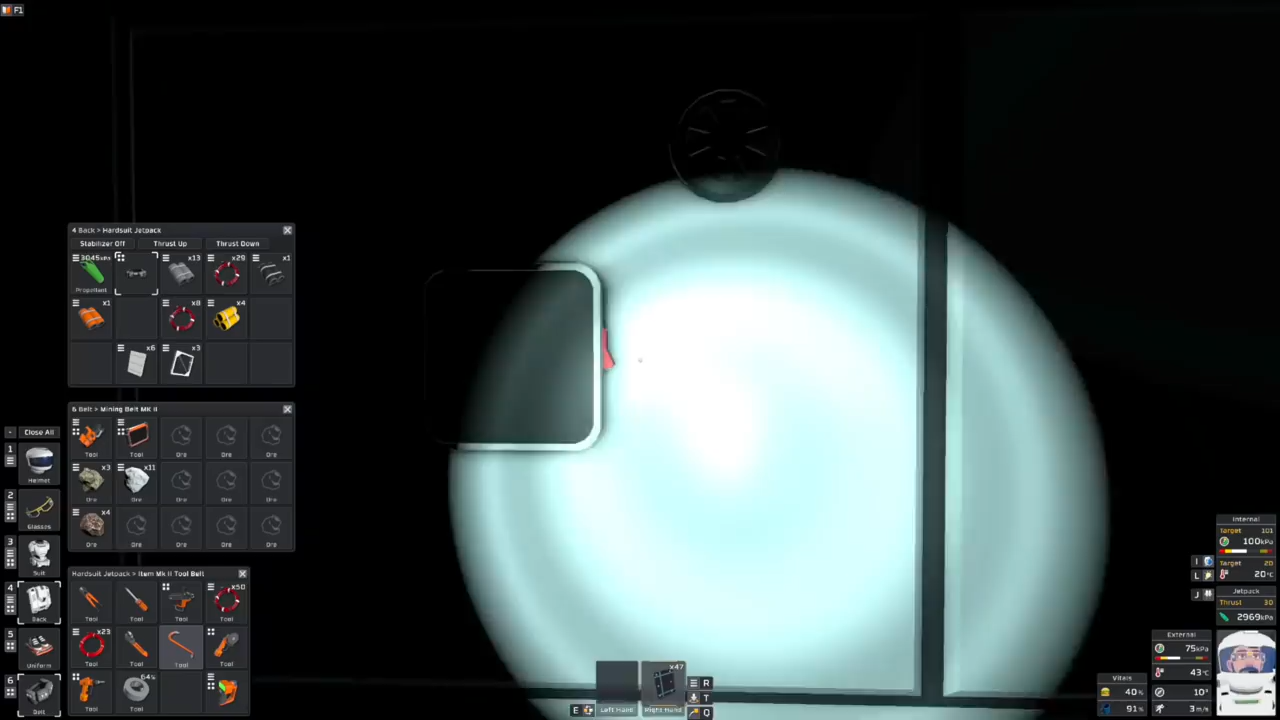 F1
4 Back > Hardsuit Jetpack
Stabilizer Off Thrust Up Thrust Down
3045kPa x13 x29 x1
Propellant
x1 x8 x4
x6 x3
6 Belt > Mining Belt MK II
Tool Tool Ore Ore Ore
x3 x11
Ore Ore Ore Ore Ore
x4
Ore Ore Ore Ore Ore
Hardsuit Jetpack > Item Mk II Tool Belt
x50
Tool Tool Tool Tool
x23
Tool Tool Tool Tool
64%
Tool Tool Tool Tool
- Close All
1
Helmet
2
Glasses
3
Suit
4
Back
5
Uniform
6
Belt
x47
R
T
Q
E Left Hand Right Hand
Internal
Target 101
100kPa
Target 20
20°C
I
L
J
Jetpack
Thrust 30
2969kPa
External
75kPa
43°C
10°
3 m/s
Vitals
40%
91%